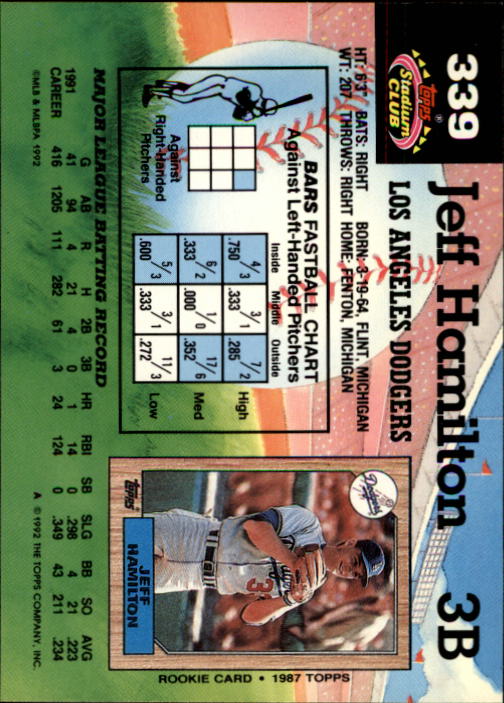 339
Topps®
Stadium
CLUB
Jeff Hamilton 3B
LOS ANGELES DODGERS
HT: 6'3" BATS: RIGHT BORN: 3-19-64, FLINT, MICHIGAN
WT: 207 THROWS: RIGHT HOME: FENTON, MICHIGAN
BARS FASTBALL CHART
Against Left-Handed Pitchers
Inside Middle Outside
4/3 3/1 7/2
.750 .333 .285 High
6/2 1/0 17/6
.333 .000 .352 Med
5/3 3/1 11/3
.600 .333 .272 Low
Against
Right-Handed
Pitchers
Dodgers
TOPPS
JEFF
HAMILTON
ROOKIE CARD • 1987 TOPPS
MAJOR LEAGUE BATTING RECORD
G AB R H 2B 3B HR RBI SB SLG BB SO AVG
1991 41 94 4 21 4 0 1 14 0 .298 4 21 .223
CAREER 416 1205 111 282 61 3 24 124 0 .349 43 211 .234
©MLB & MLBPA 1992
A © 1992 THE TOPPS COMPANY, INC.